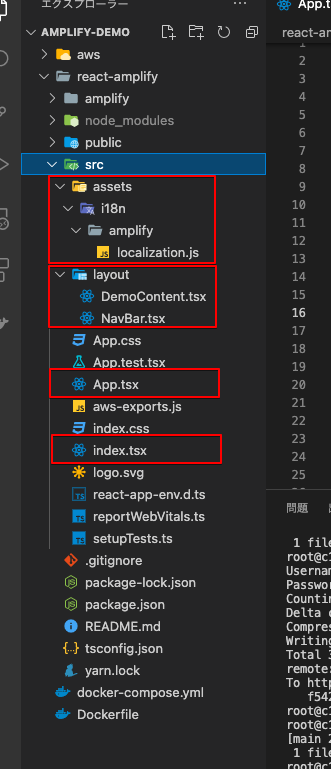 エクスプローラー
App.t
AMPLIFY-DEMO
react-am
aws
react-amplify
amplify
node_modules
public
src
assets
i18n
amplify
localization.js
layout
DemoContent.tsx
NavBar.tsx
App.css
App.test.tsx
App.tsx
aws-exports.js
index.css
index.tsx
logo.svg
react-app-env.d.ts
reportWebVitals.ts
setupTests.ts
.gitignore
package-lock.json
package.json
README.md
tsconfig.json
yarn.lock
docker-compose.yml
Dockerfile
1
2
3
4
5
6
7
8
9
10
11
12
13
14
15
16
17
18
19
20
21
22
23
24
25
問題
1 file
root@c1
Usernam
Passwor
Countin
Delta c
Compres
Writing
Total 3
remote:
To http
f542
root@c1
root@c1
[main 2
1 file